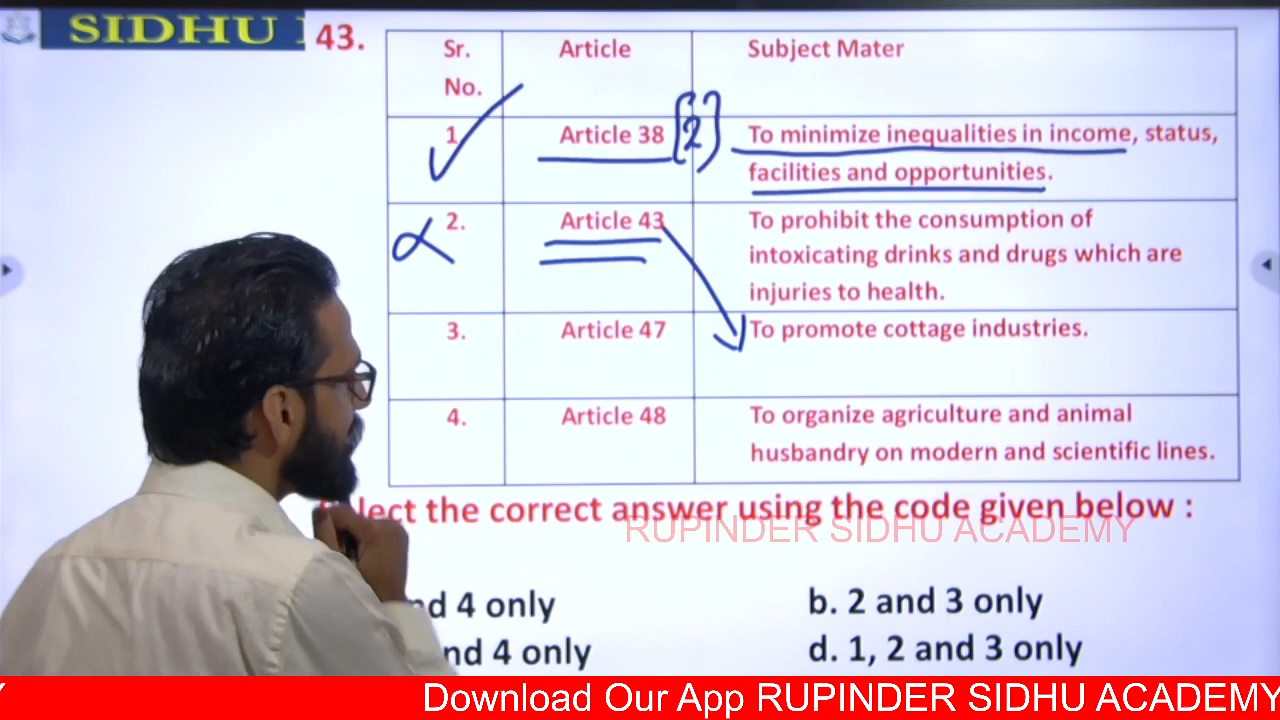 SIDHU
43.
Sr. No. Article Subject Mater
1 Article 38 [2] To minimize inequalities in income, status,
facilities and opportunities.
2. Article 43 To prohibit the consumption of
intoxicating drinks and drugs which are
injuries to health.
3. Article 47 To promote cottage industries.
4. Article 48 To organize agriculture and animal
husbandry on modern and scientific lines.
the correct answer using the code given below :
RUPINDER SIDHU ACADEMY
4 only b. 2 and 3 only
and 4 only d. 1, 2 and 3 only
Download Our App RUPINDER SIDHU ACADEMY